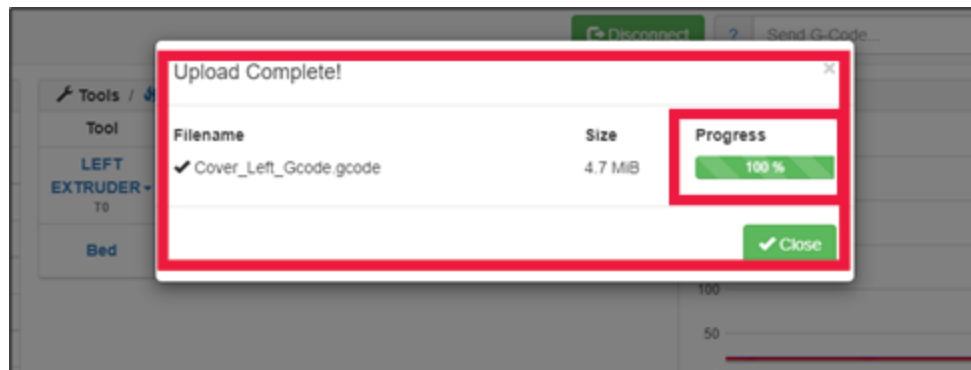 Disconnect
?
Send G-Code...
Upload Complete!
×
Tools /
Tool
Filename
Size
Progress
LEFT
EXTRUDER
T0
✔ Cover_Left_Gcode.gcode
4.7 MiB
100 %
Bed
✔ Close
100
50